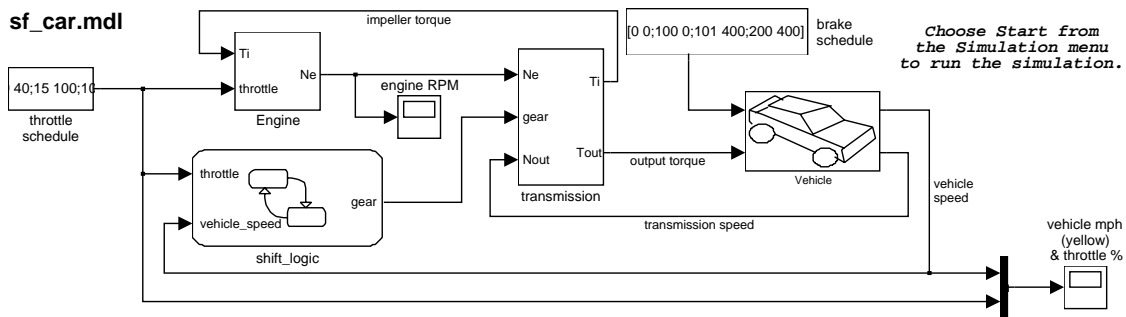 sf_car.mdl
impeller torque
[0 0;100 0;101 400;200 400]
brake
schedule
Choose Start from
the Simulation menu
to run the simulation.
Ti
throttle
Ne
Engine
40;15 100;10
throttle
schedule
engine RPM
Ne
gear
Nout
Ti
Tout
transmission
output torque
Vehicle
vehicle
speed
transmission speed
throttle
vehicle_speed
gear
shift_logic
vehicle mph
(yellow)
& throttle %